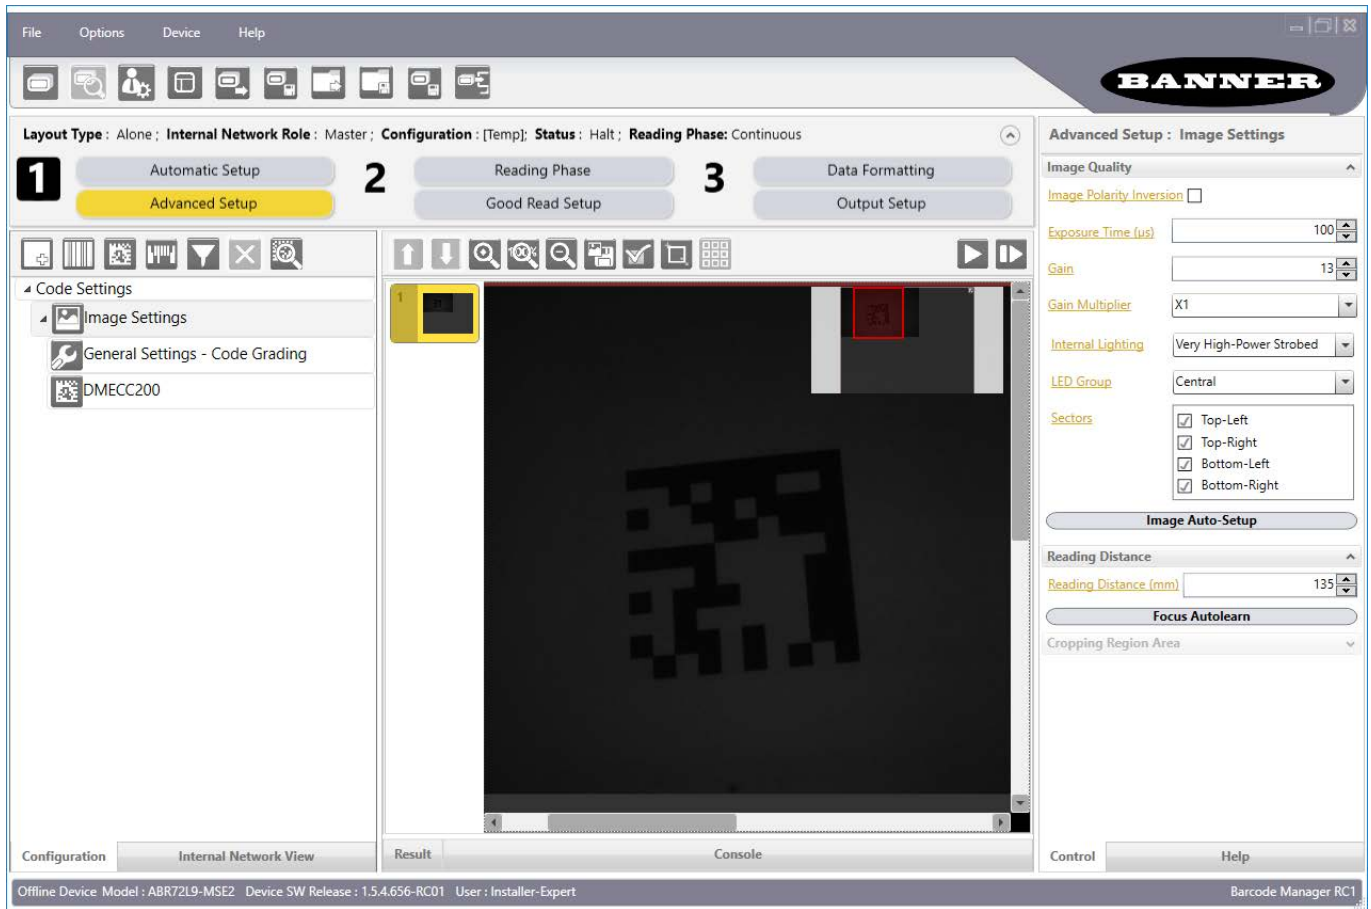 File Options Device Help
BANNER
Layout Type : Alone ; Internal Network Role : Master ; Configuration : [Temp]; Status : Halt ; Reading Phase: Continuous
1 Automatic Setup 2 Reading Phase 3 Data Formatting
Advanced Setup Good Read Setup Output Setup
100%
Code Settings
Image Settings
General Settings - Code Grading
DMECC200
1
Configuration Internal Network View
Result Console
Advanced Setup : Image Settings
Image Quality
Image Polarity Inversion
Exposure Time (µs) 100
Gain 13
Gain Multiplier X1
Internal Lighting Very High-Power Strobed
LED Group Central
Sectors Top-Left
Top-Right
Bottom-Left
Bottom-Right
Image Auto-Setup
Reading Distance
Reading Distance (mm) 135
Focus Autolearn
Cropping Region Area
Control Help
Offline Device Model : ABR72L9-MSE2 Device SW Release : 1.5.4.656-RC01 User : Installer-Expert Barcode Manager RC1